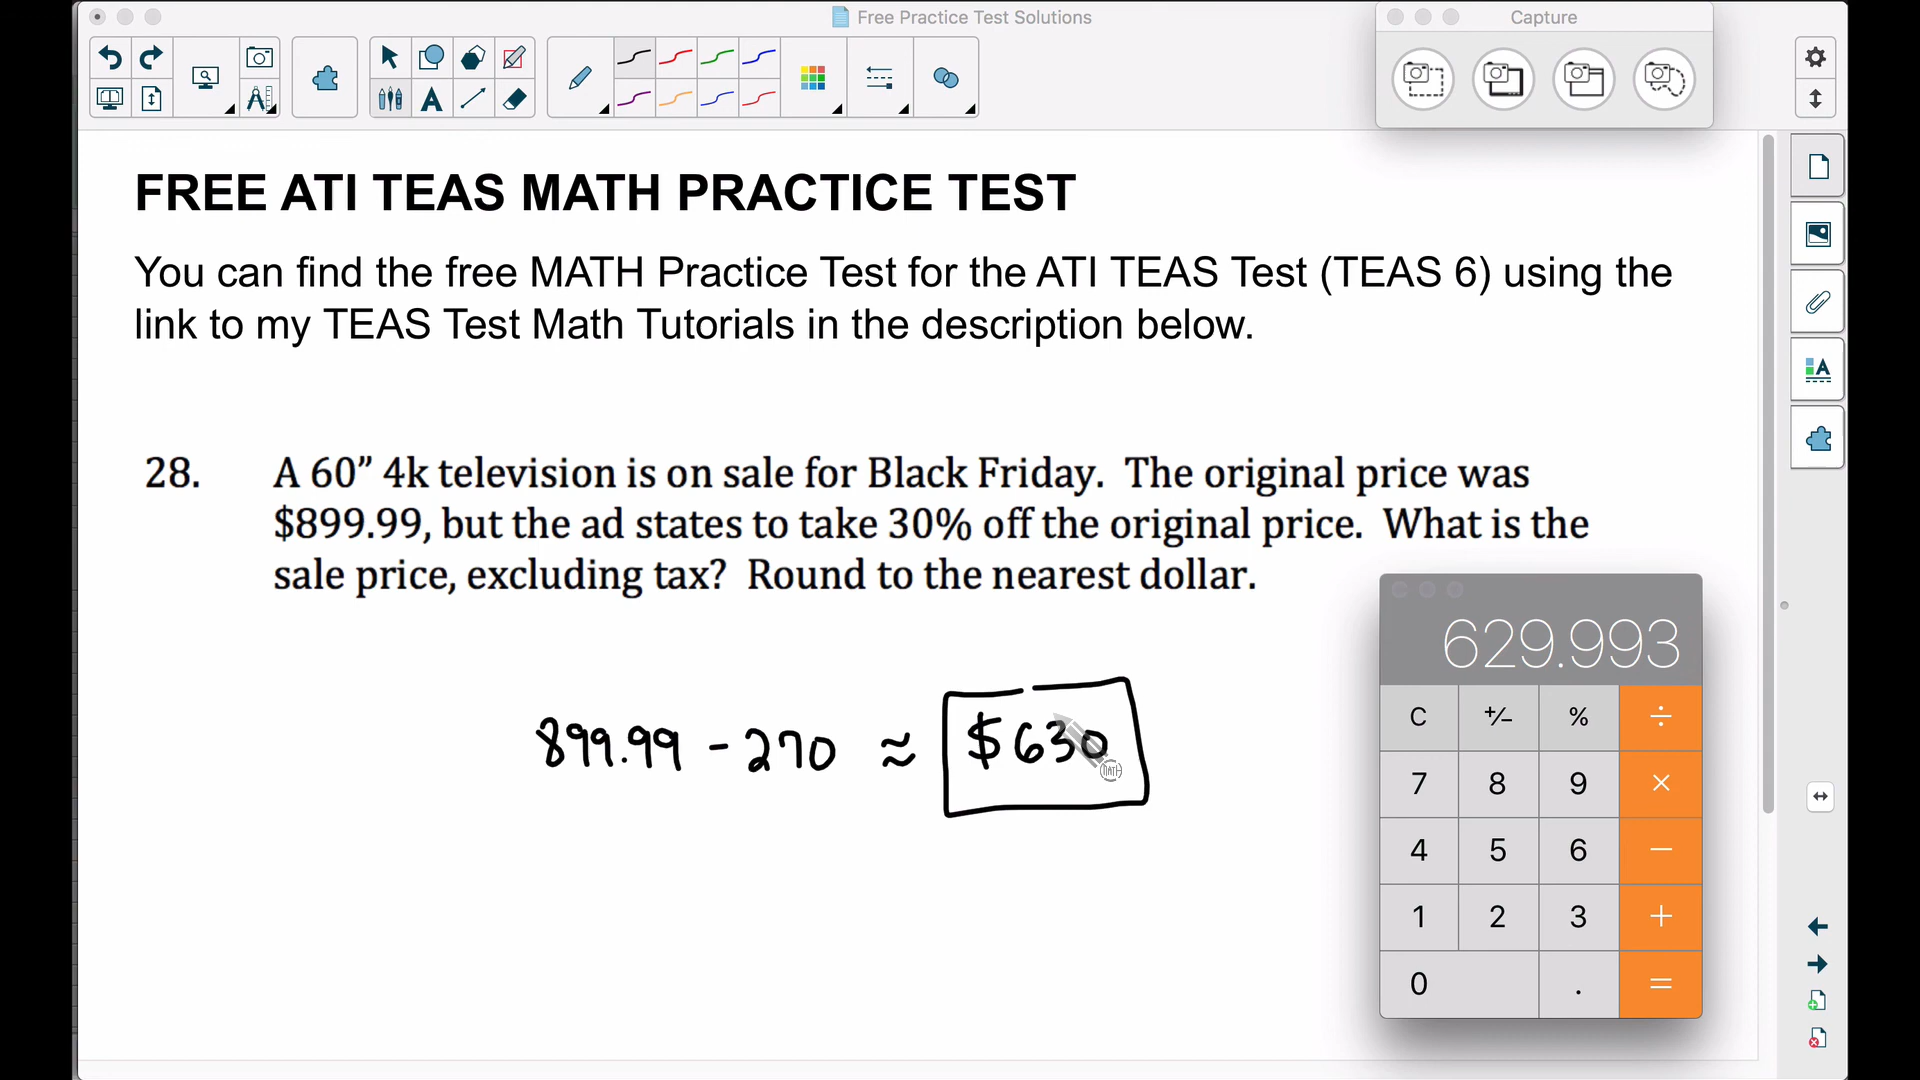 Free Practice Test Solutions
Capture
A
A
FREE ATI TEAS MATH PRACTICE TEST
You can find the free MATH Practice Test for the ATI TEAS Test (TEAS 6) using the
link to my TEAS Test Math Tutorials in the description below.
28. A 60” 4k television is on sale for Black Friday. The original price was
$899.99, but the ad states to take 30% off the original price. What is the
sale price, excluding tax? Round to the nearest dollar.
899.99 - 270 ≈ $630
MATH
629.993
C +/- % ÷
7 8 9 ×
4 5 6 −
1 2 3 +
0 . =